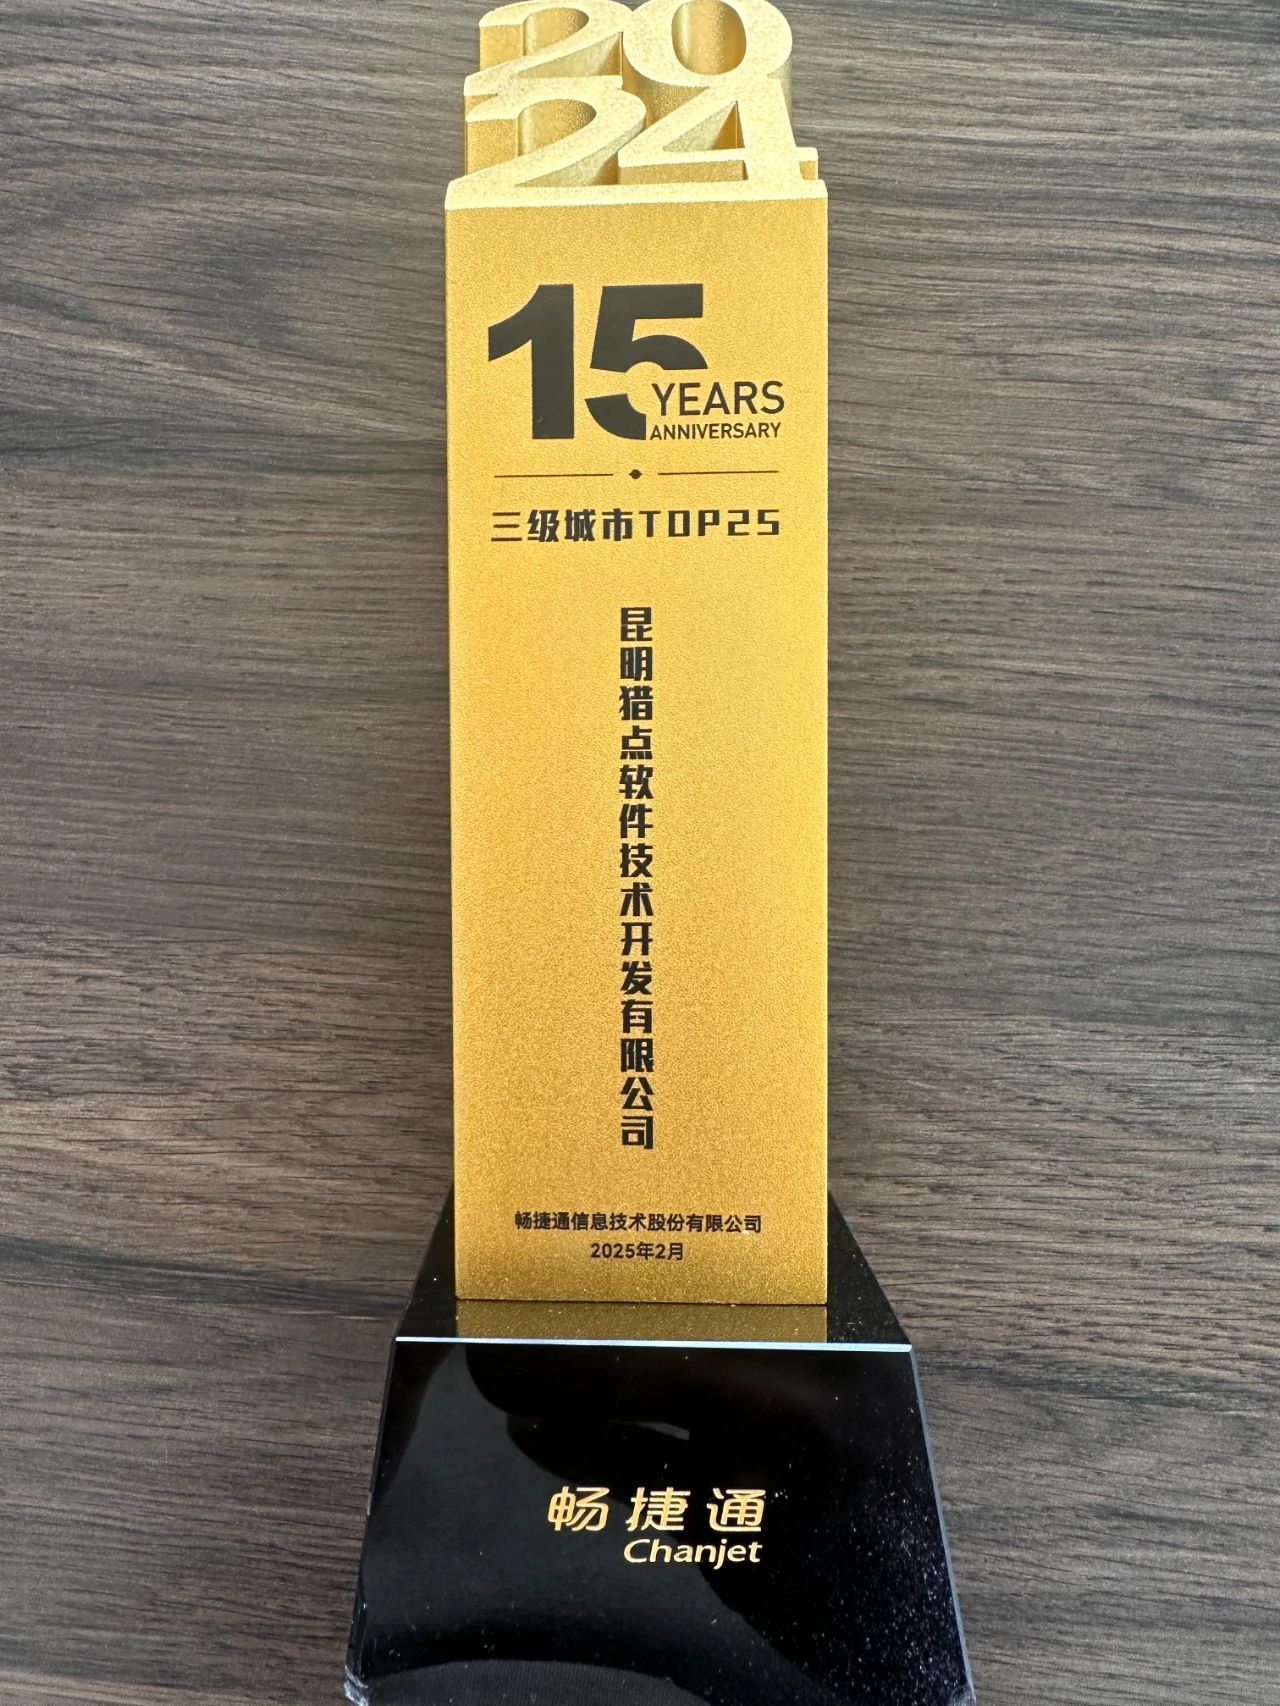 20
24
15
YEARS
ANNIVERSARY
三级城市TOP25
昆明猎点软件技术开发有限公司
畅捷通信息技术股份有限公司
2025年2月
畅捷通
Chanjet